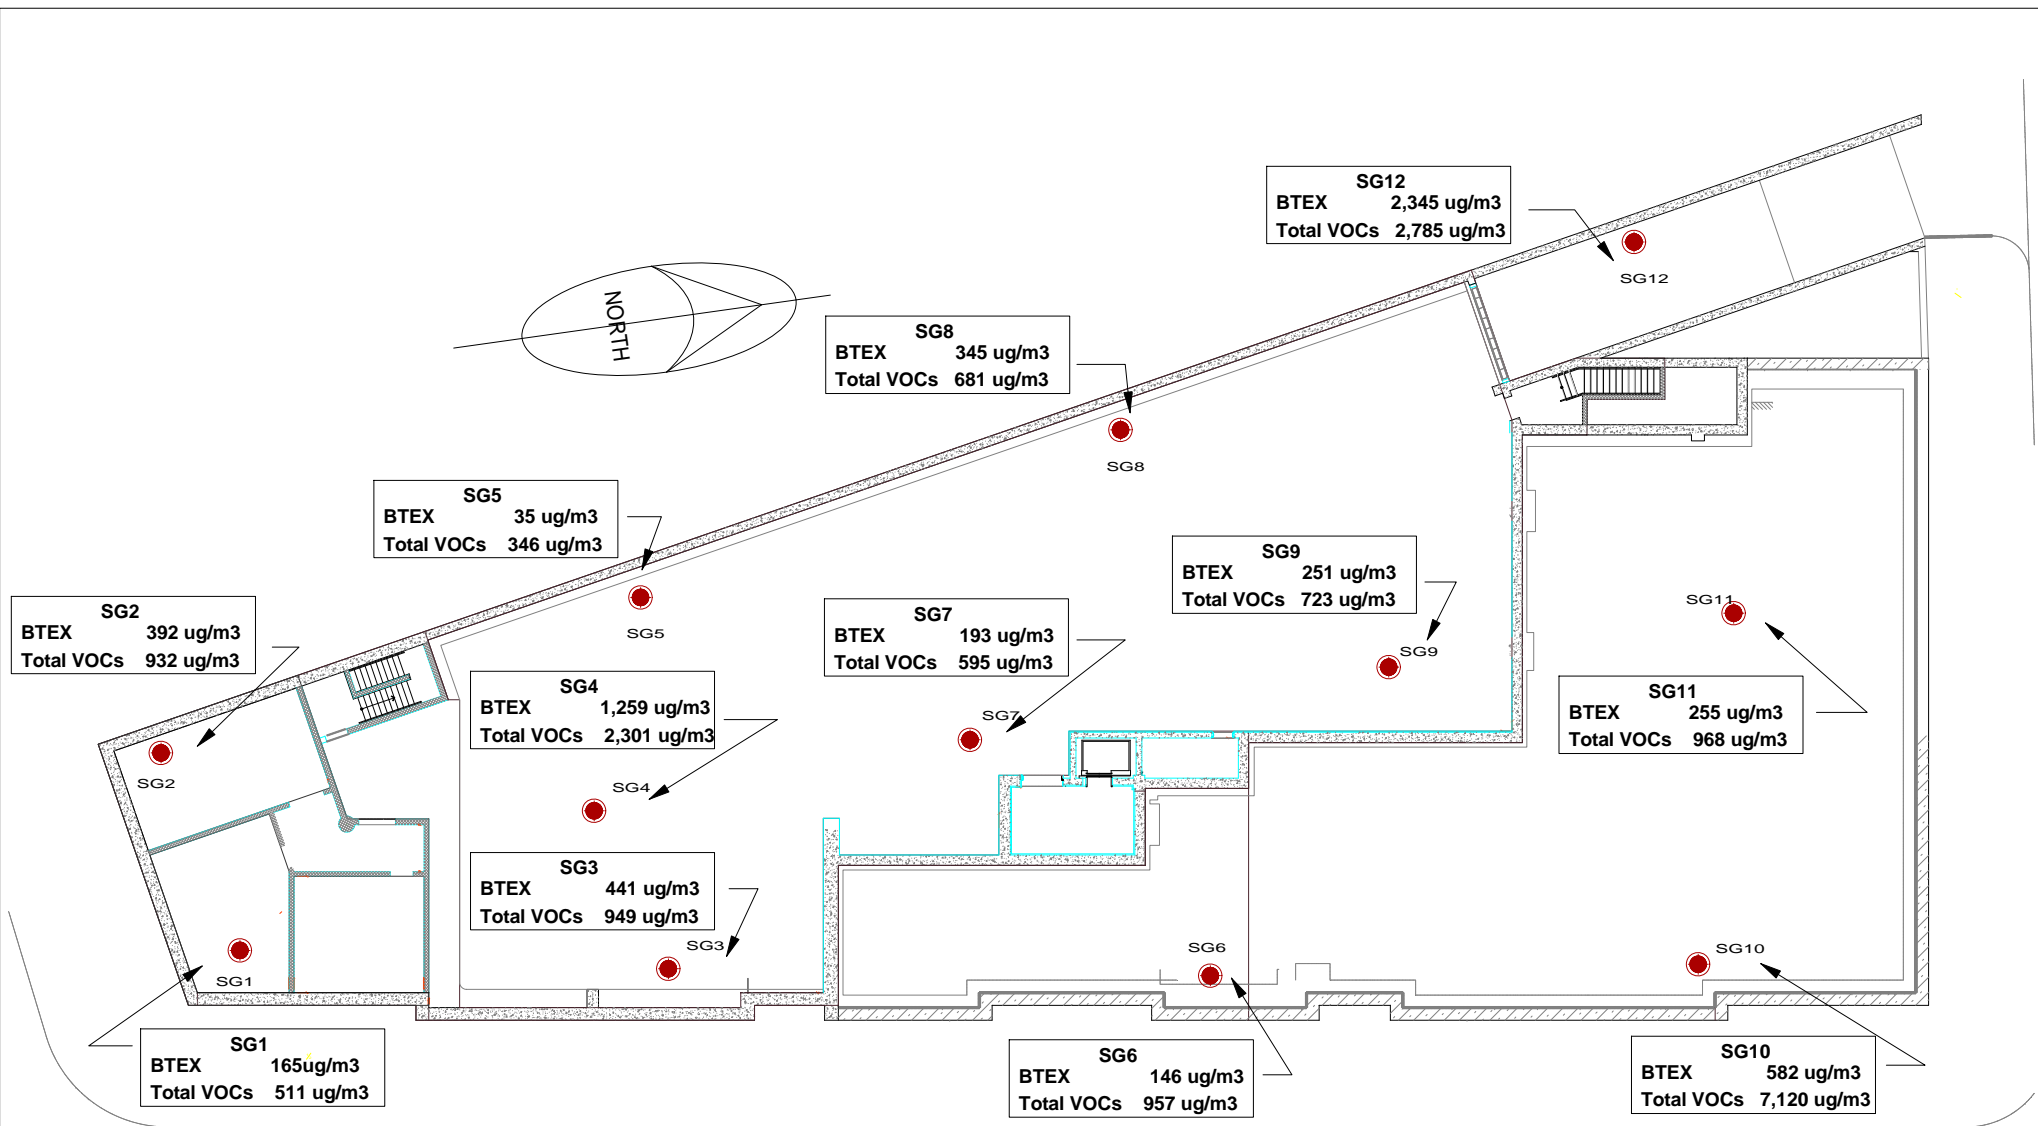 SG12
BTEX 2,345 ug/m3
Total VOCs 2,785 ug/m3
SG12
NORTH
SG8
BTEX 345 ug/m3
Total VOCs 681 ug/m3
SG8
SG5
BTEX 35 ug/m3
Total VOCs 346 ug/m3
SG5
SG9
BTEX 251 ug/m3
Total VOCs 723 ug/m3
SG9
SG11
SG2
BTEX 392 ug/m3
Total VOCs 932 ug/m3
SG2
SG7
BTEX 193 ug/m3
Total VOCs 595 ug/m3
SG7
SG4
BTEX 1,259 ug/m3
Total VOCs 2,301 ug/m3
SG4
SG11
BTEX 255 ug/m3
Total VOCs 968 ug/m3
SG3
BTEX 441 ug/m3
Total VOCs 949 ug/m3
SG3
SG6
SG10
SG1
SG1
BTEX 165ug/m3
Total VOCs 511 ug/m3
SG6
BTEX 146 ug/m3
Total VOCs 957 ug/m3
SG10
BTEX 582 ug/m3
Total VOCs 7,120 ug/m3